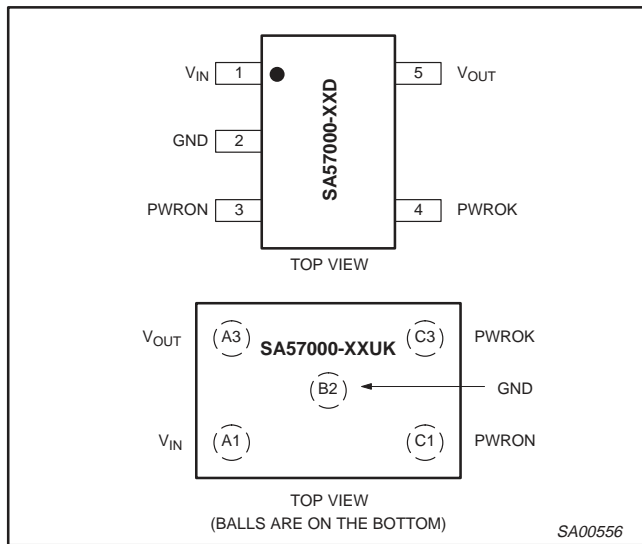 V_IN 1 5 V_OUT
SA57000-XXD
GND 2
PWRON 3 4 PWROK
TOP VIEW
V_OUT A3 SA57000-XXUK C3 PWROK
B2 GND
V_IN A1 C1 PWRON
TOP VIEW
(BALLS ARE ON THE BOTTOM)
SA00556